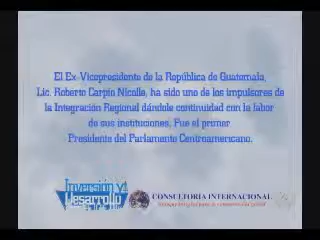 El Ex-Vicepresidente de la República de Guatemala,
Lic. Roberto Carpio Nicolle, ha sido uno de los impulsores de
la Integración Regional dándole continuidad con la labor
de sus instituciones. Fue el primer
Presidente del Parlamento Centroamericano.
Inversión y
Desarrollo
CONSULTORÍA INTERNACIONAL